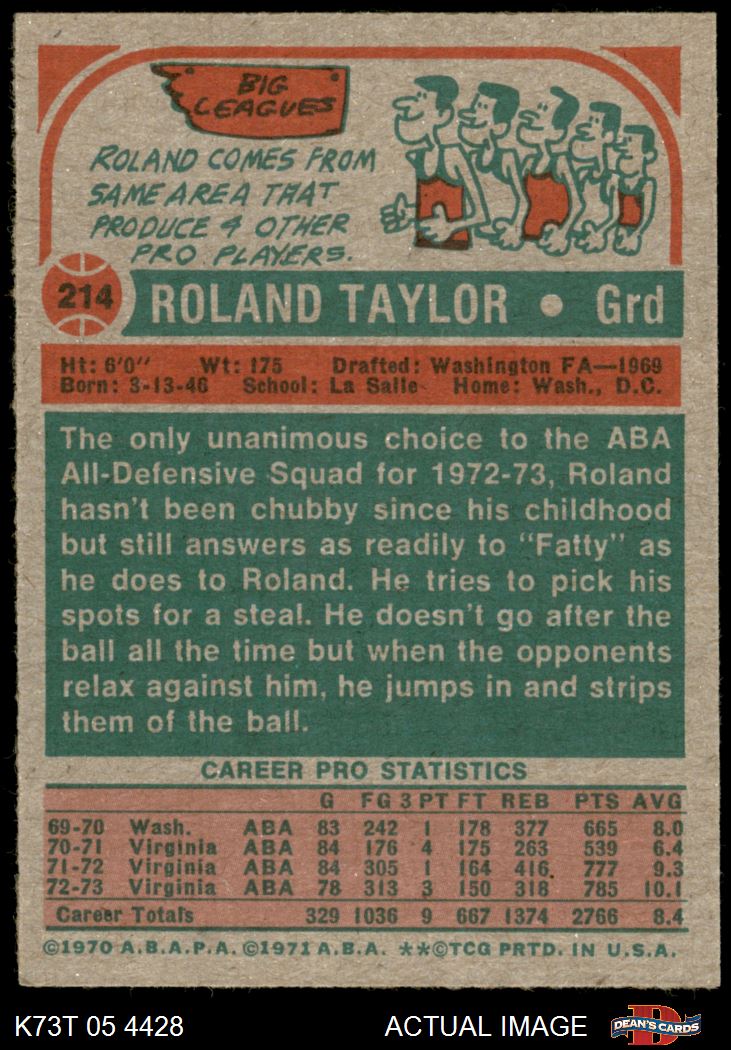 BIG
LEAGUES
ROLAND COMES FROM
SAME AREA THAT
PRODUCE 4 OTHER
PRO PLAYERS.
214
ROLAND TAYLOR • Grd
Ht: 6'0" Wt: 175 Drafted: Washington FA—1969
Born: 3-13-46 School: La Salle Home: Wash., D.C.
The only unanimous choice to the ABA
All-Defensive Squad for 1972-73, Roland
hasn't been chubby since his childhood
but still answers as readily to "Fatty" as
he does to Roland. He tries to pick his
spots for a steal. He doesn't go after the
ball all the time but when the opponents
relax against him, he jumps in and strips
them of the ball.
CAREER PRO STATISTICS
G FG 3 PT FT REB PTS AVG
69-70 Wash. ABA 83 242 1 178 377 665 8.0
70-71 Virginia ABA 84 176 4 175 263 539 6.4
71-72 Virginia ABA 84 305 1 164 416 777 9.3
72-73 Virginia ABA 78 313 3 150 318 785 10.1
Career Totals 329 1036 9 667 1374 2766 8.4
©1970 A.B.A.P.A. ©1971 A.B.A. **©TCG PRTD. IN U.S.A.
K73T 05 4428 ACTUAL IMAGE DEAN'S CARDS